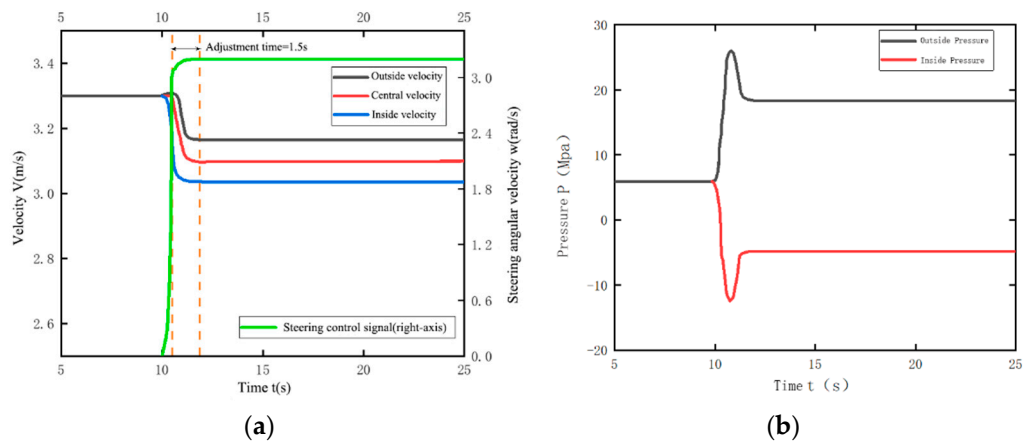 5 10 15 20 25
Adjustment time=1.5s
3.4
3.2
3.0
2.8
2.6
Velocity V(m/s)
Outside velocity
Central velocity
Inside velocity
Steering control signal(right-axis)
3.0
2.4
1.8
1.2
0.6
0.0
Steering angular velocity w(rad/s)
5 10 15 20 25
Time t(s)
(a)
30
20
10
0
-10
-20
Pressure P (Mpa)
Outside Pressure
Inside Pressure
5 10 15 20 25
Time t (s)
(b)